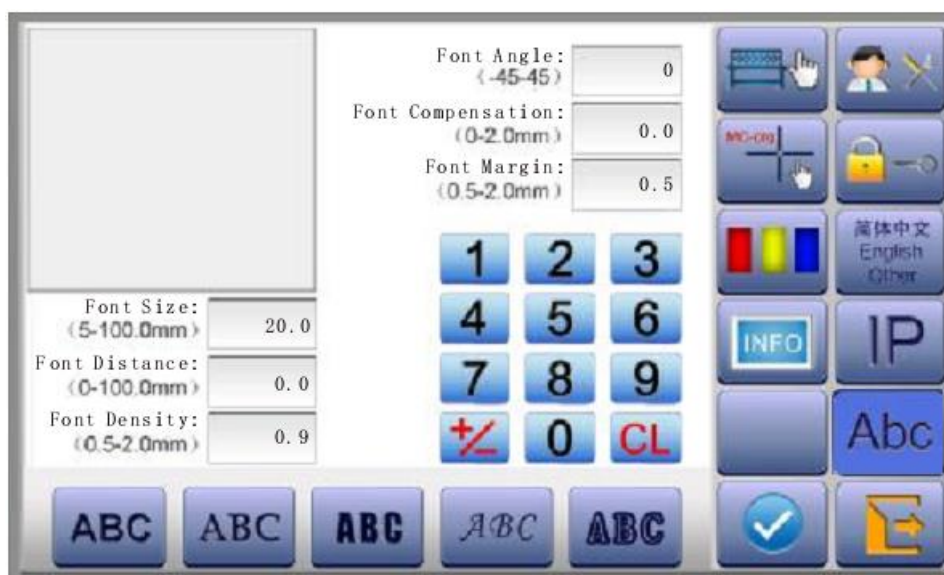 Font Angle:
(-45-45)
0
Font Compensation:
(0-2.0mm)
0.0
Font Margin:
(0.5-2.0mm)
0.5
Font Size:
(5-100.0mm)
20.0
Font Distance:
(0-100.0mm)
0.0
Font Density:
(0.5-2.0mm)
0.9
1 2 3
4 5 6
7 8 9
+/- 0 CL
ABC ABC ABC ABC ABC
MC-org
简体中文
English
Other
INFO
IP
Abc